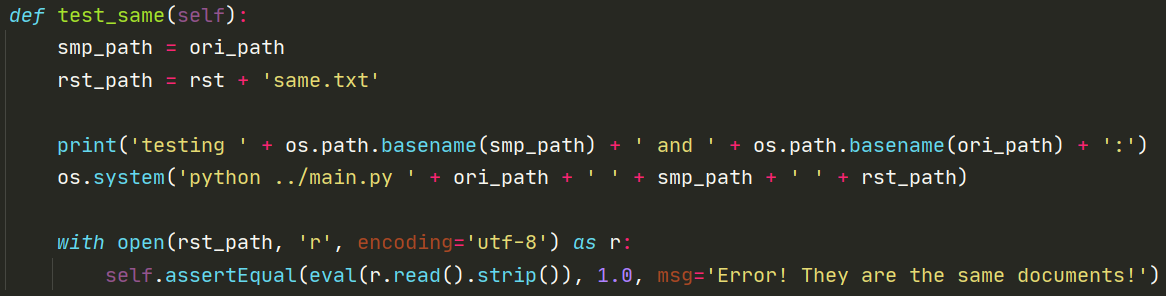 def test_same(self):
    smp_path = ori_path
    rst_path = rst + 'same.txt'

    print('testing ' + os.path.basename(smp_path) + ' and ' + os.path.basename(ori_path) + ':')
    os.system('python ../main.py ' + ori_path + ' ' + smp_path + ' ' + rst_path)

    with open(rst_path, 'r', encoding='utf-8') as r:
        self.assertEqual(eval(r.read().strip()), 1.0, msg='Error! They are the same documents!')